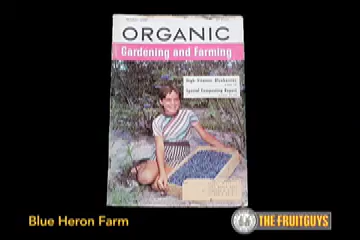 ORGANIC
Gardening and Farming
High-Vitamin Blueberries
Special Composting Report
Blue Heron Farm
THE FRUITGUYS